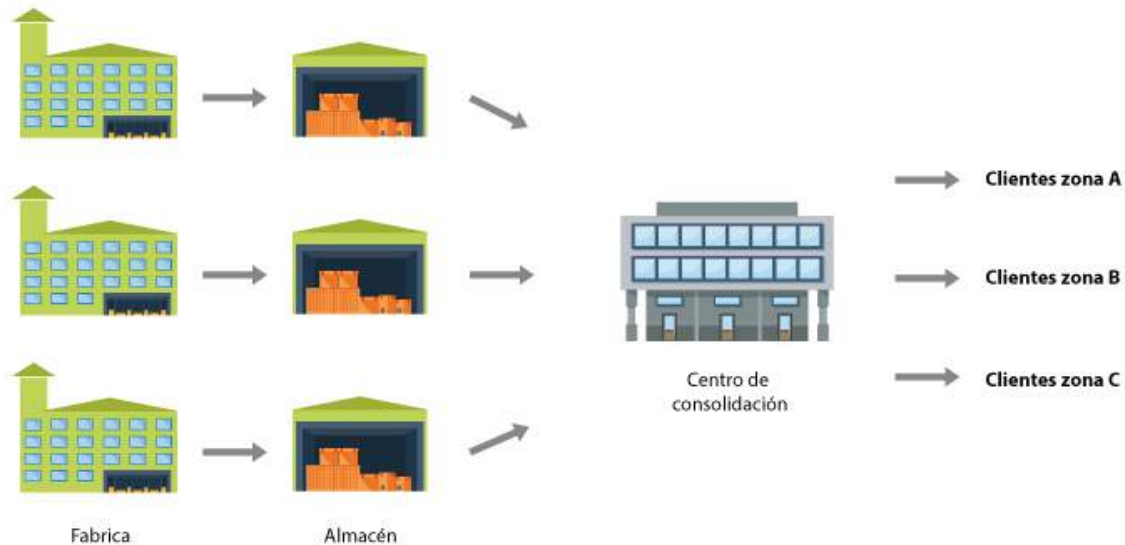 Clientes zona A
Clientes zona B
Clientes zona C
Centro de
consolidación
Fabrica
Almacén